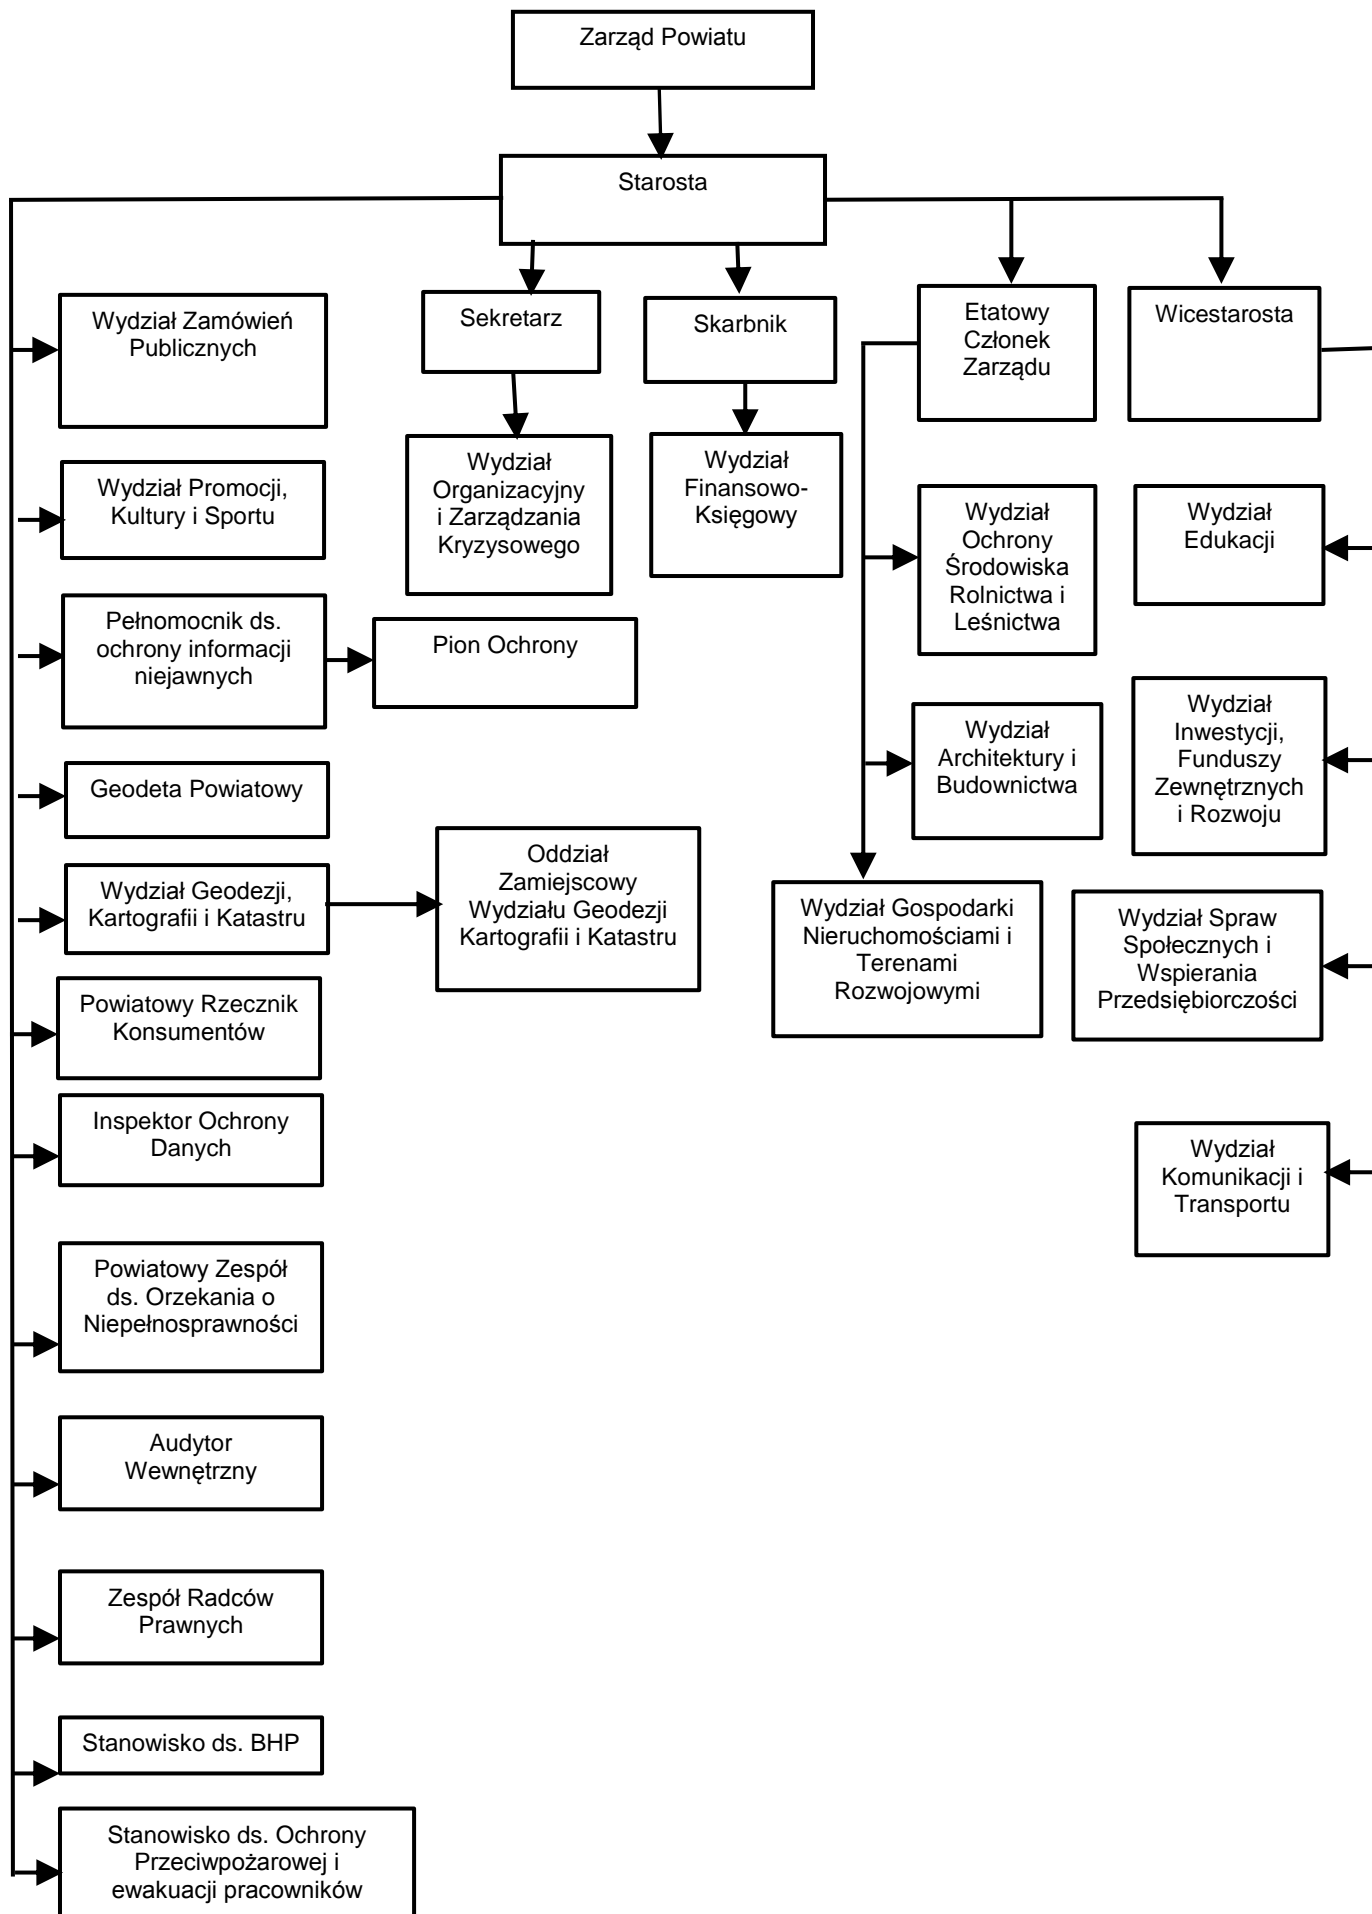 Zarząd Powiatu
Starosta
Wydział Zamówień
Publicznych
Sekretarz
Skarbnik
Etatowy
Członek
Zarządu
Wicestarosta
Wydział Promocji,
Kultury i Sportu
Wydział
Organizacyjny
i Zarządzania
Kryzysowego
Wydział
Finansowo-
Księgowy
Wydział
Ochrony
Środowiska
Rolnictwa i
Leśnictwa
Wydział
Edukacji
Pełnomocnik ds.
ochrony informacji
niejawnych
Pion Ochrony
Wydział
Architektury i
Budownictwa
Wydział
Inwestycji,
Funduszy
Zewnętrznych
i Rozwoju
Geodeta Powiatowy
Wydział Geodezji,
Kartografii i Katastru
Oddział
Zamiejscowy
Wydziału Geodezji
Kartografii i Katastru
Wydział Gospodarki
Nieruchomościami i
Terenami
Rozwojowymi
Wydział Spraw
Społecznych i
Wspierania
Przedsiębiorczości
Powiatowy Rzecznik
Konsumentów
Inspektor Ochrony
Danych
Wydział
Komunikacji i
Transportu
Powiatowy Zespół
ds. Orzekania o
Niepełnosprawności
Audytor
Wewnętrzny
Zespół Radców
Prawnych
Stanowisko ds. BHP
Stanowisko ds. Ochrony
Przeciwpożarowej i
ewakuacji pracowników